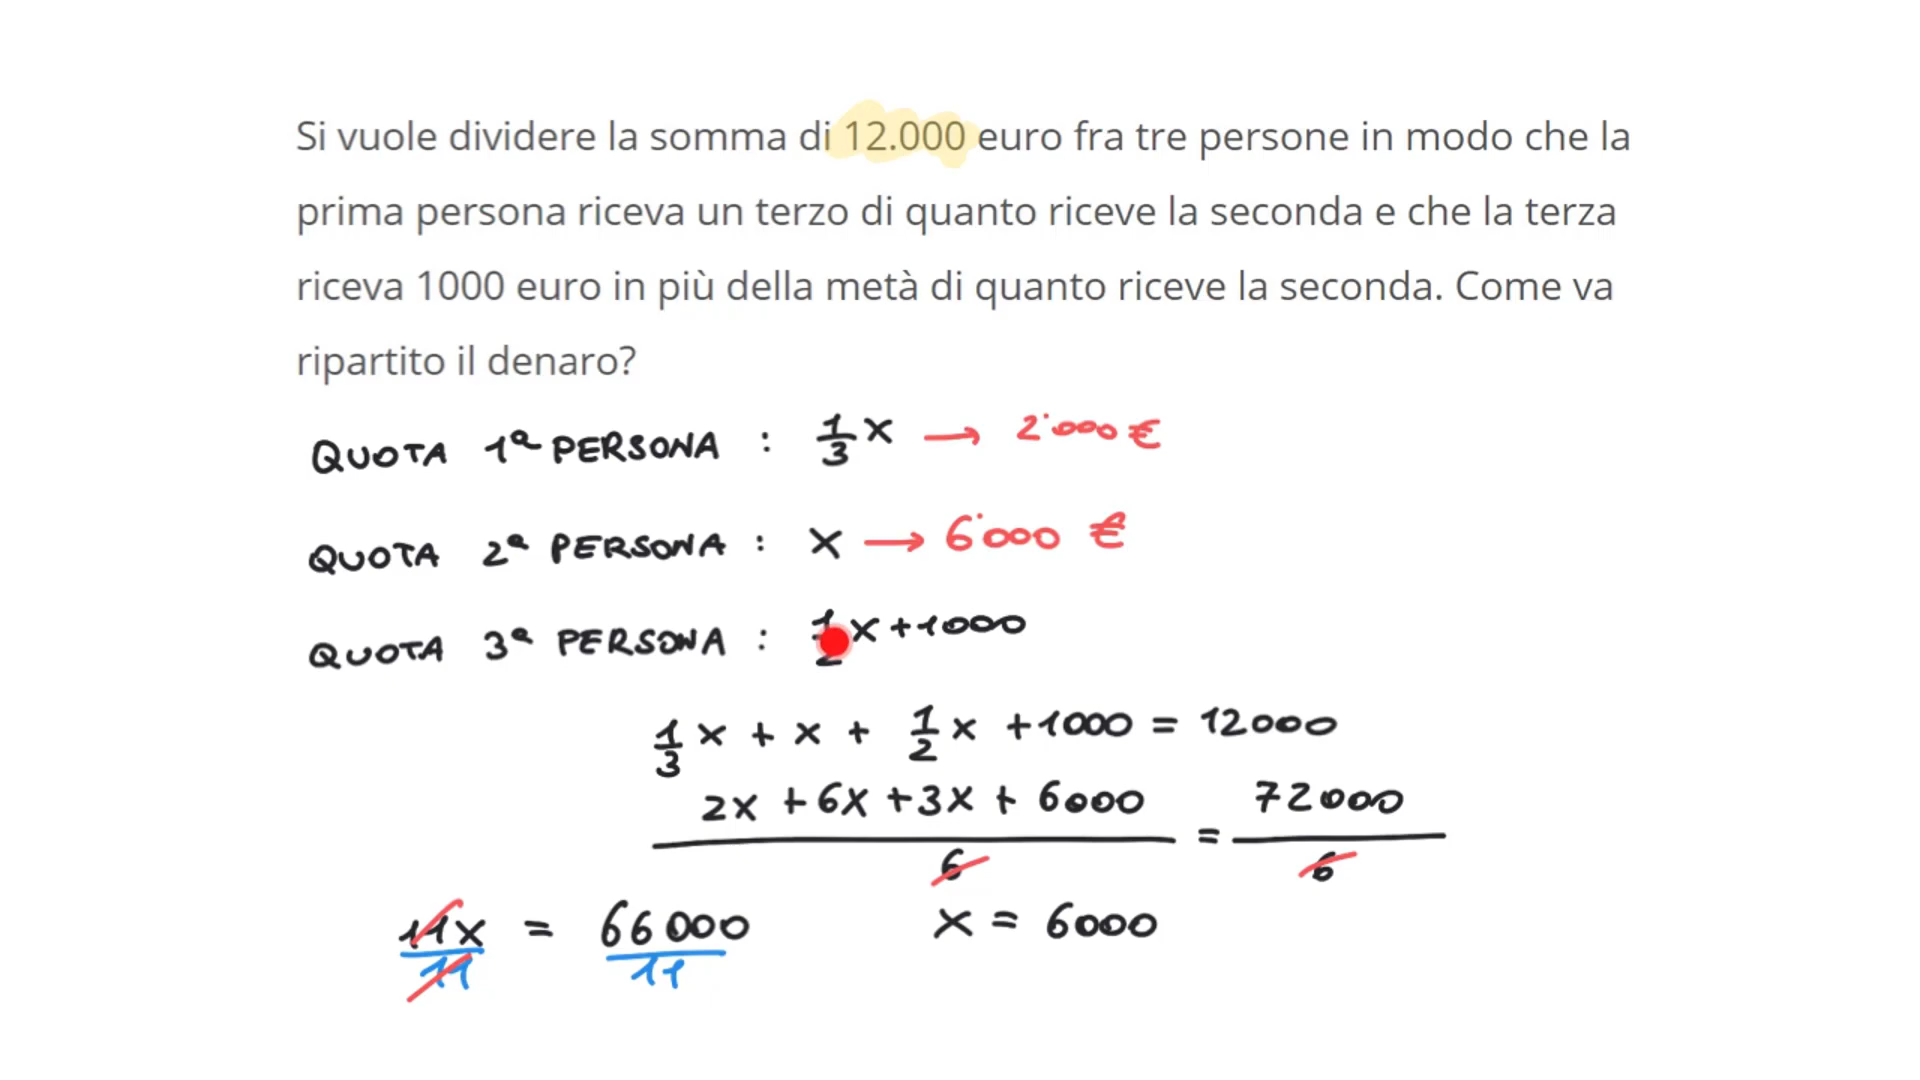 Si vuole dividere la somma di 12.000 euro fra tre persone in modo che la
prima persona riceva un terzo di quanto riceve la seconda e che la terza
riceva 1000 euro in più della metà di quanto riceve la seconda. Come va
ripartito il denaro?
QUOTA 1ª PERSONA : 1/3 x → 2˙000 €
QUOTA 2ª PERSONA : x → 6˙000 €
QUOTA 3ª PERSONA : 1/2 x + 1000
1/3 x + x + 1/2 x + 1000 = 12000
2x + 6x + 3x + 6000 / 6 = 72000 / 6
11x / 11 = 66000 / 11 x = 6000